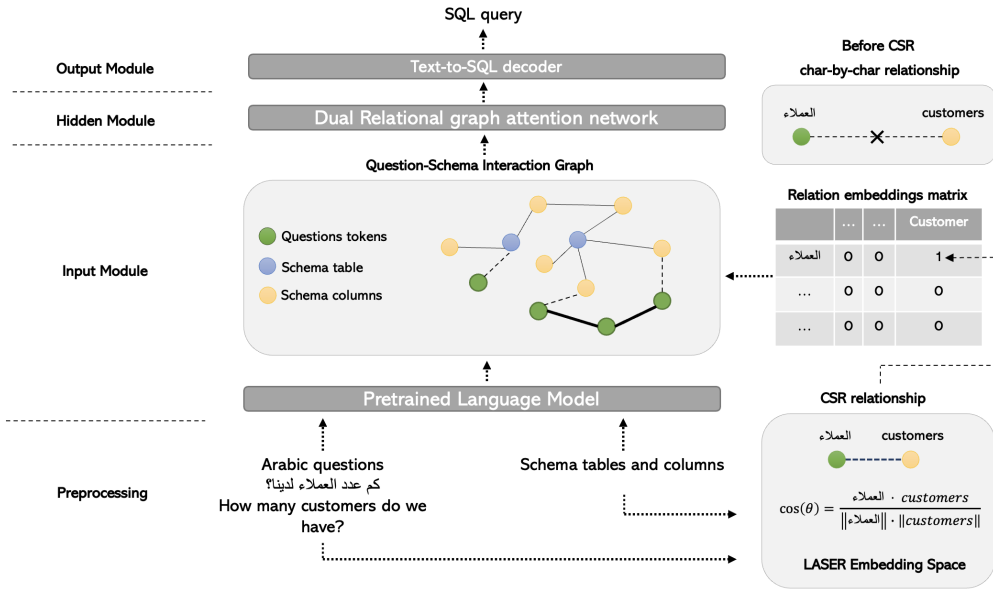 SQL query
Output Module
Text-to-SQL decoder
Hidden Module
Dual Relational graph attention network
Question-Schema Interaction Graph
Input Module
Questions tokens
Schema table
Schema columns
Pretrained Language Model
Preprocessing
Arabic questions
كم عدد العملاء لدينا؟
How many customers do we
have?
Schema tables and columns
Before CSR
char-by-char relationship
العملاء customers
Relation embeddings matrix
... ... Customer
العملاء 0 0 1
... 0 0 0
... 0 0 0
CSR relationship
العملاء customers
cos(θ) = العملاء · customers / ‖العملاء‖ · ‖customers‖
LASER Embedding Space